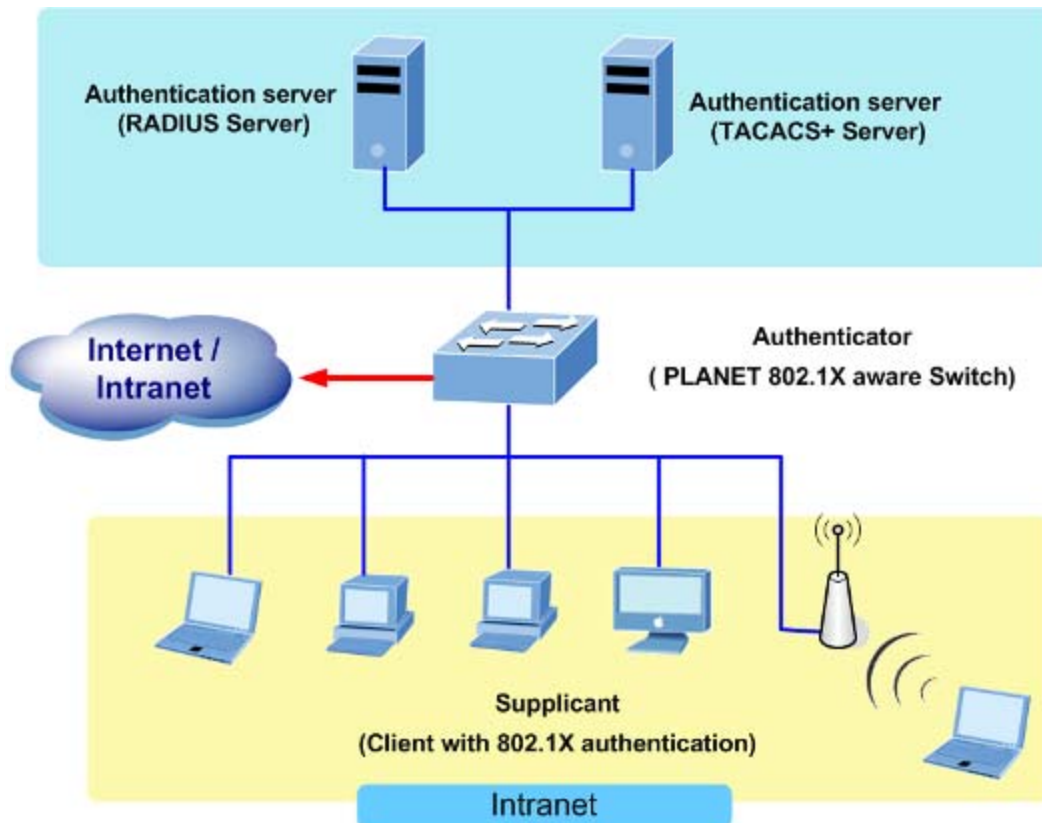 Authentication server
(RADIUS Server)
Authentication server
(TACACS+ Server)
Internet /
Intranet
Authenticator
( PLANET 802.1X aware Switch)
Supplicant
(Client with 802.1X authentication)
Intranet